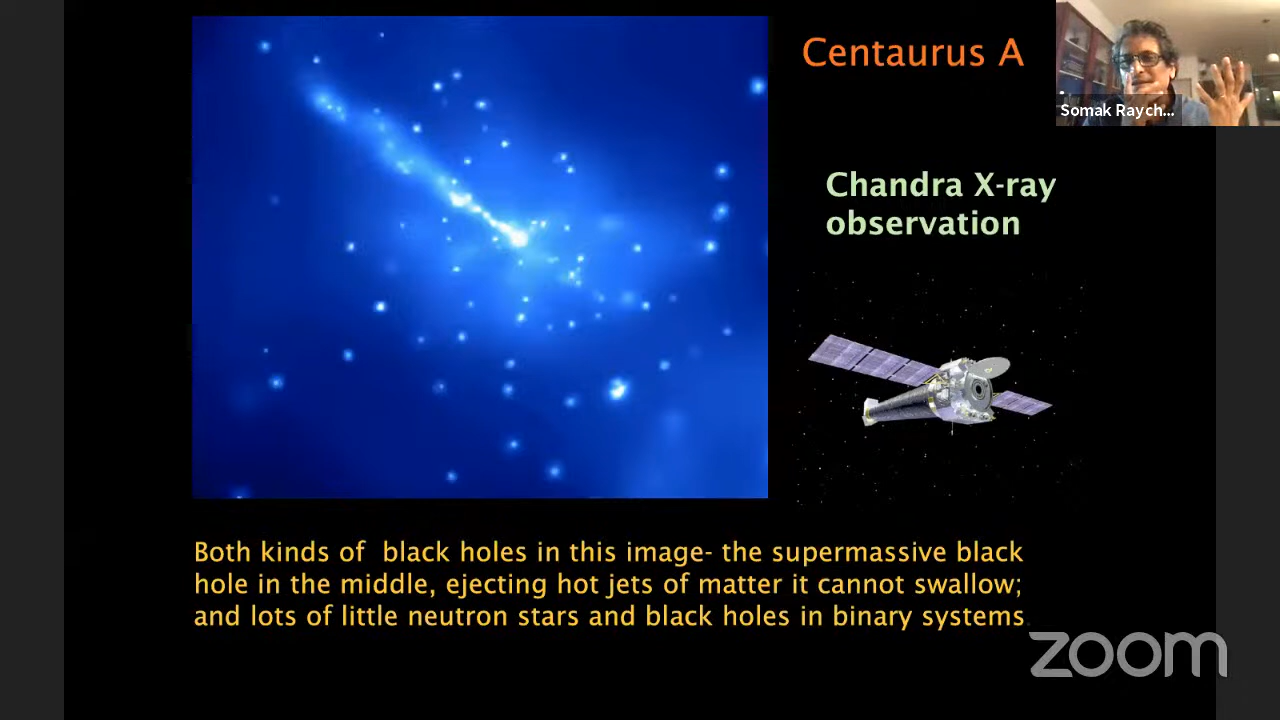 Centaurus A
Somak Raych...
Chandra X-ray
observation
Both kinds of black holes in this image- the supermassive black
hole in the middle, ejecting hot jets of matter it cannot swallow;
and lots of little neutron stars and black holes in binary systems.
zoom